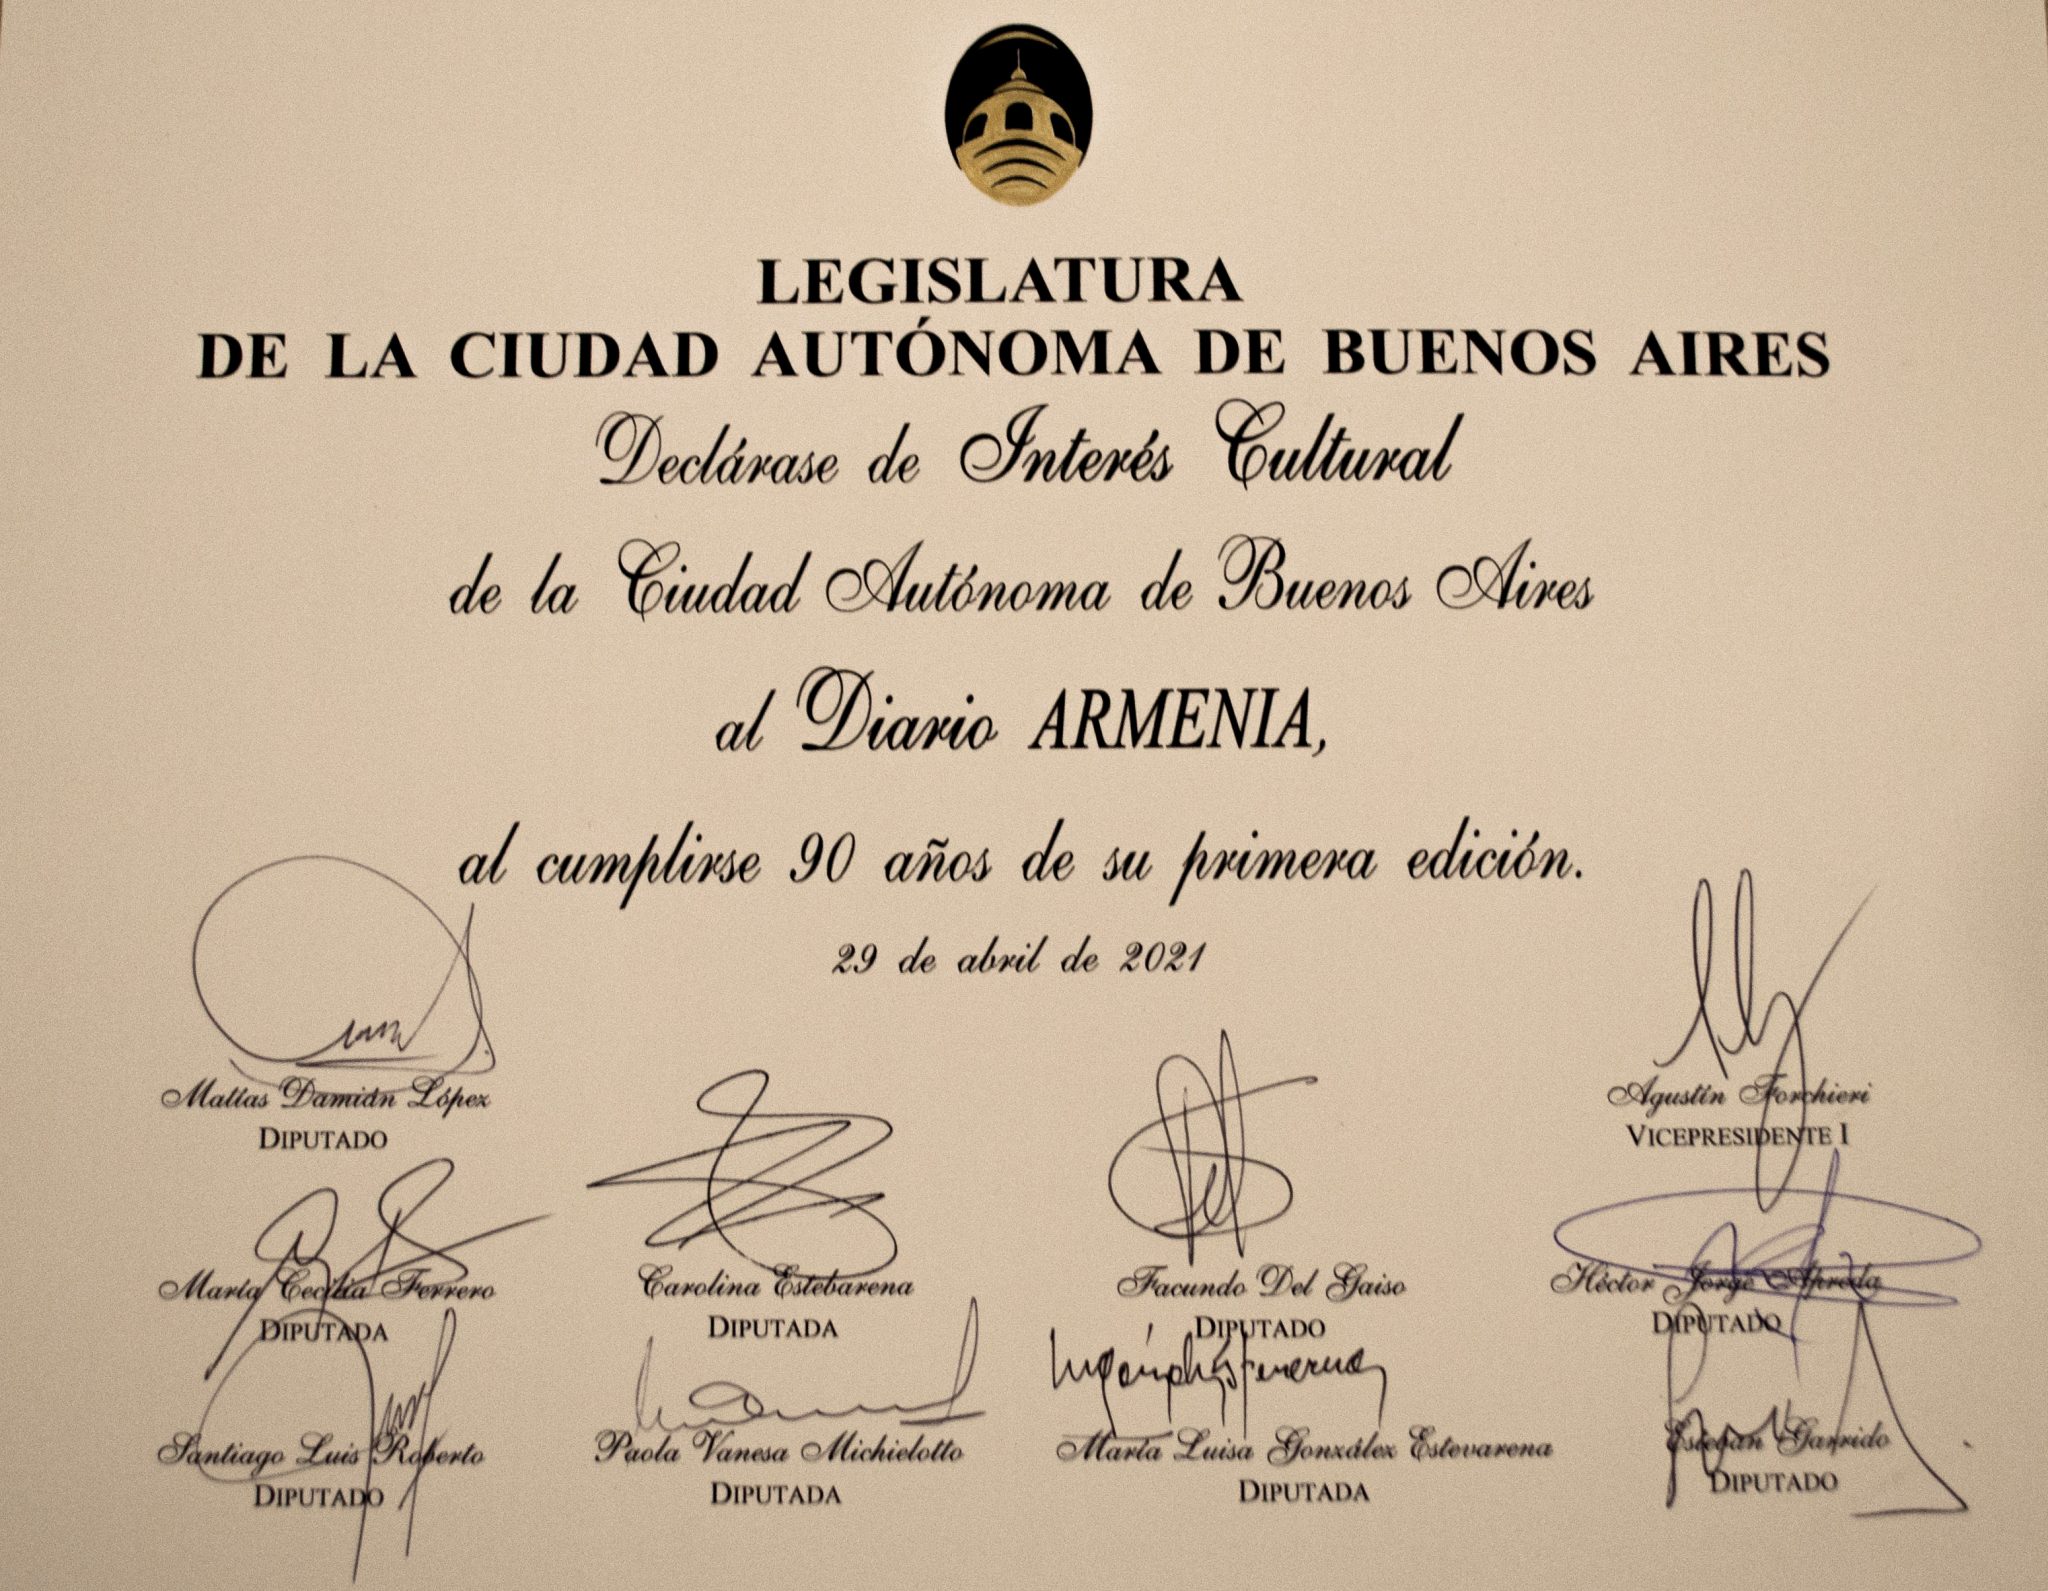 LEGISLATURA
DE LA CIUDAD AUTÓNOMA DE BUENOS AIRES
Declárase de Interés Cultural
de la Ciudad Autónoma de Buenos Aires
al Diario ARMENIA,
al cumplirse 90 años de su primera edición.
29 de abril de 2021
Matías Damián López
DIPUTADO
Agustín Forchieri
VICEPRESIDENTE I
María Cecilia Ferrero
DIPUTADA
Carolina Estebarena
DIPUTADA
Facundo Del Gaiso
DIPUTADO
Héctor Jorge Apreda
DIPUTADO
Santiago Luis Roberto
DIPUTADO
Paola Vanesa Michielotto
DIPUTADA
María Luisa González Estevarena
DIPUTADA
Esteban Garrido
DIPUTADO